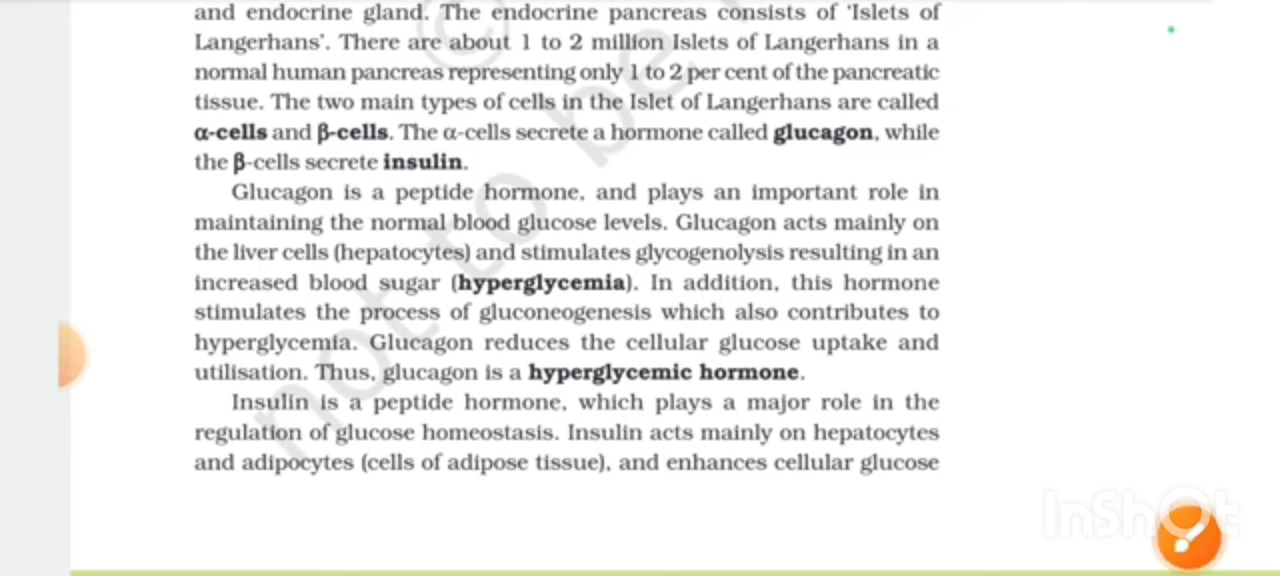 and endocrine gland. The endocrine pancreas consists of ‘Islets of
Langerhans’. There are about 1 to 2 million Islets of Langerhans in a
normal human pancreas representing only 1 to 2 per cent of the pancreatic
tissue. The two main types of cells in the Islet of Langerhans are called
α-cells and β-cells. The α-cells secrete a hormone called glucagon, while
the β-cells secrete insulin.
Glucagon is a peptide hormone, and plays an important role in
maintaining the normal blood glucose levels. Glucagon acts mainly on
the liver cells (hepatocytes) and stimulates glycogenolysis resulting in an
increased blood sugar (hyperglycemia). In addition, this hormone
stimulates the process of gluconeogenesis which also contributes to
hyperglycemia. Glucagon reduces the cellular glucose uptake and
utilisation. Thus, glucagon is a hyperglycemic hormone.
Insulin is a peptide hormone, which plays a major role in the
regulation of glucose homeostasis. Insulin acts mainly on hepatocytes
and adipocytes (cells of adipose tissue), and enhances cellular glucose
© not to be
InShOt